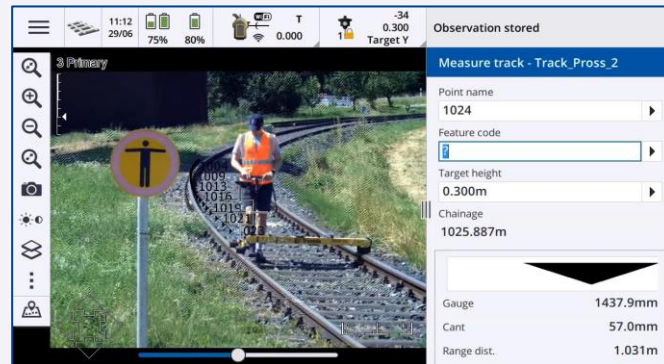 11:12
29/06
75%
80%
T
0.000
1
-34
0.300
Target Y
3 Primary
1009
1013
1016
1019
1021
Observation stored
Measure track - Track_Pross_2
Point name
1024
Feature code
?
Target height
0.300m
Chainage
1025.887m
Gauge 1437.9mm
Cant 57.0mm
Range dist. 1.031m